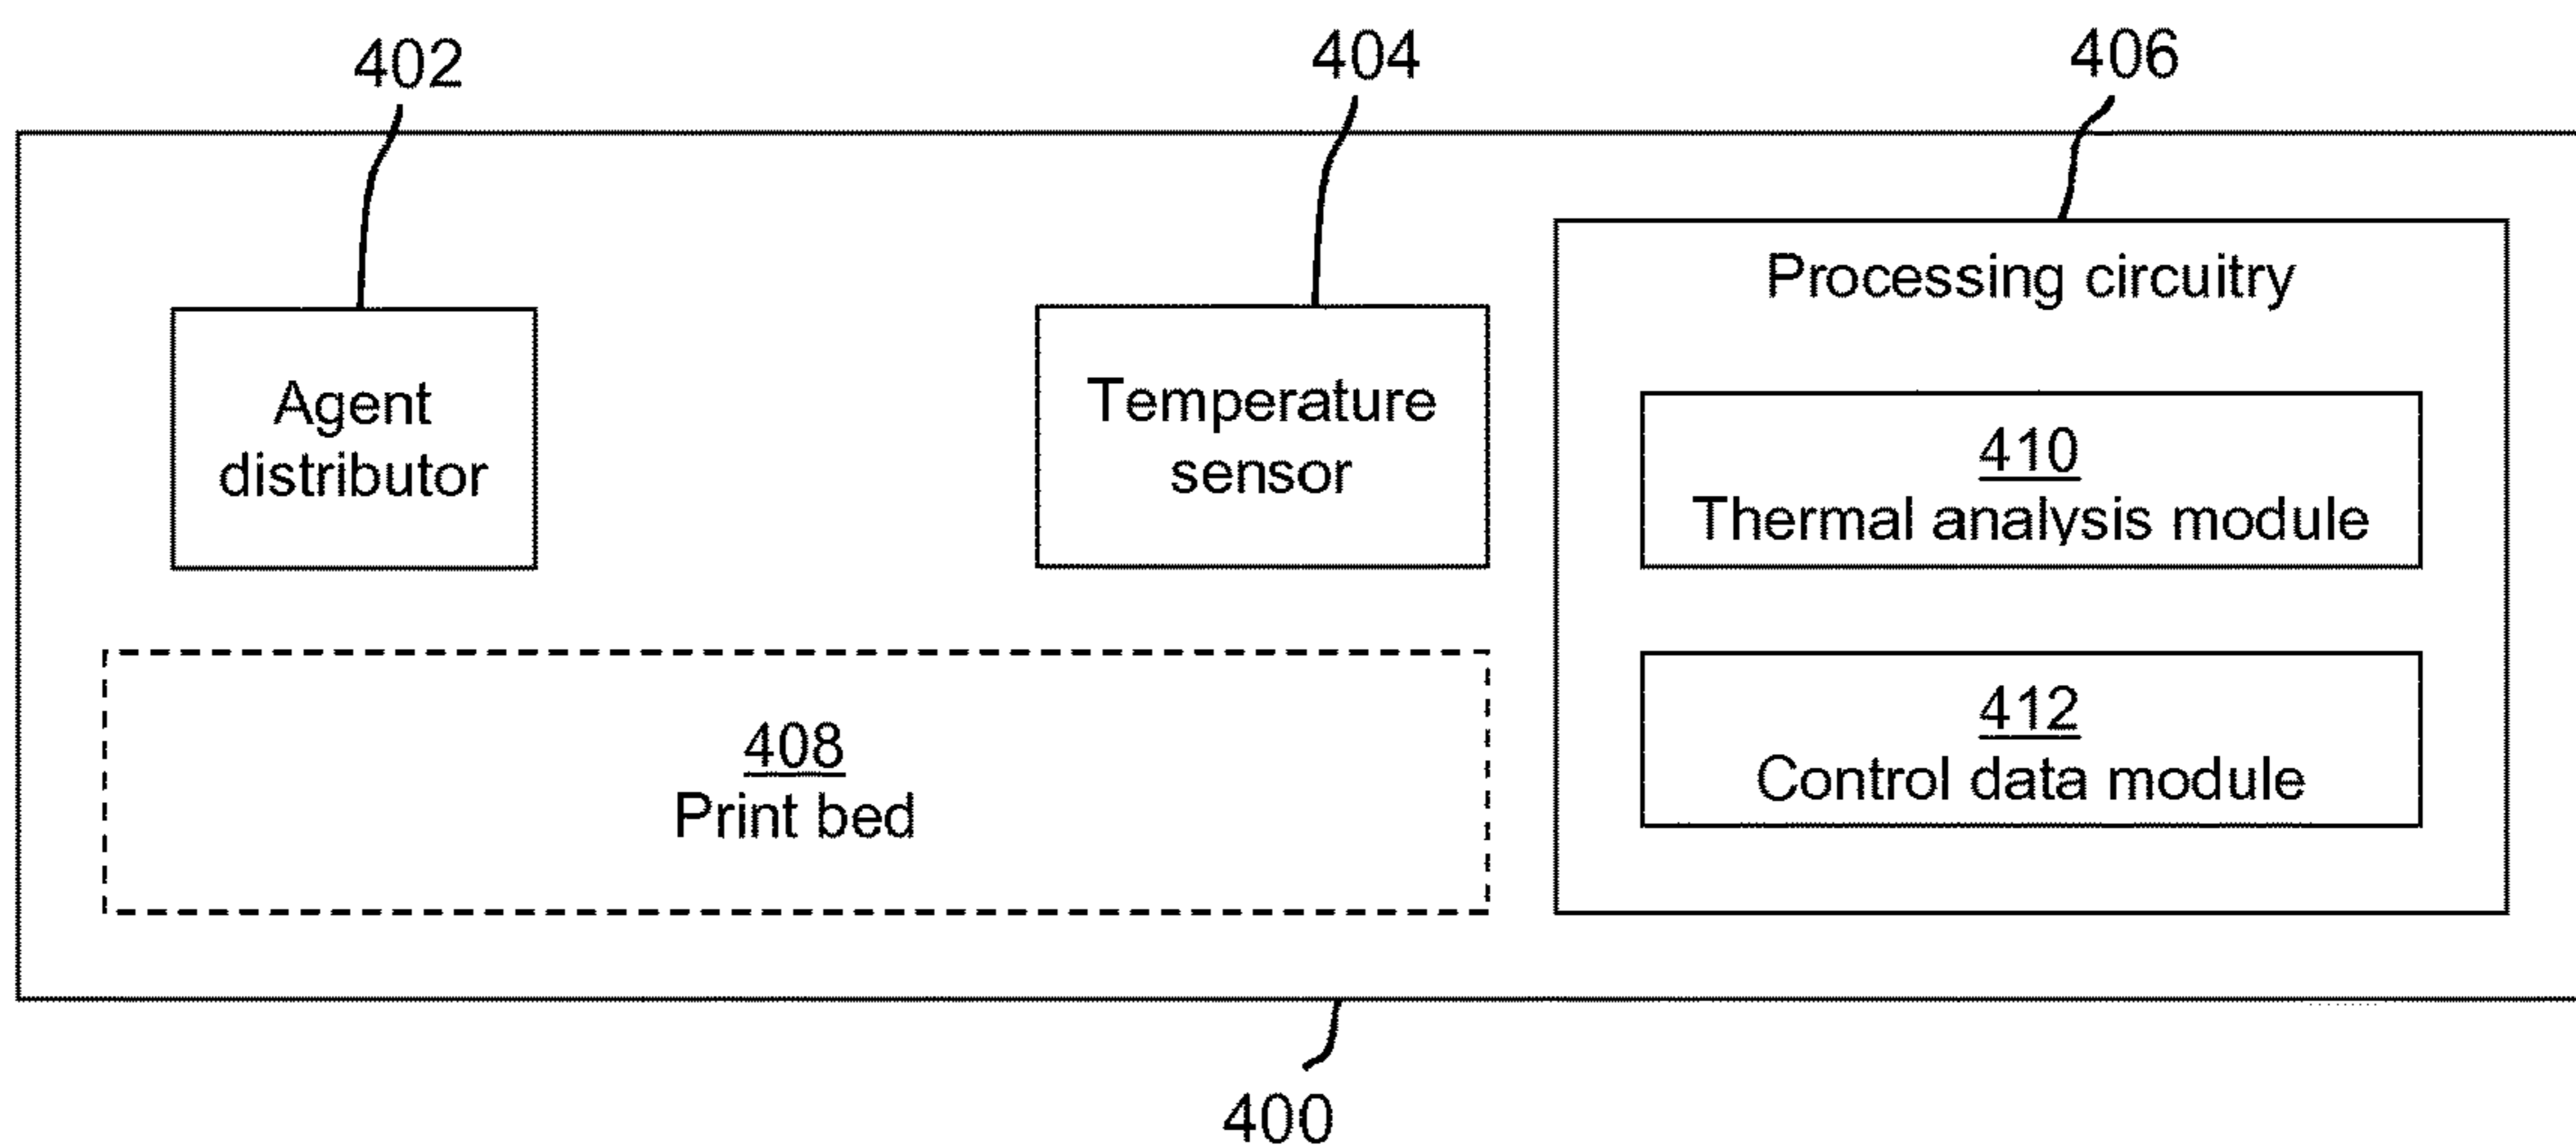 402
404
406
Processing circuitry
Agent
distributor
Temperature
sensor
410
Thermal analysis module
408
Print bed
412
Control data module
400